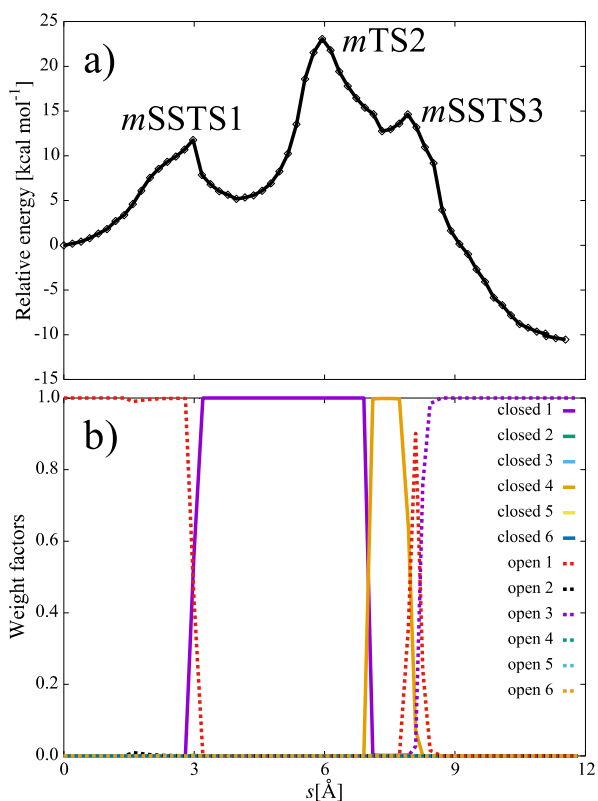 25
20
15
10
5
0
-5
-10
-15
Relative energy [kcal mol⁻¹]
a)
mSSTS1
mTS2
mSSTS3
1.0
0.8
0.6
0.4
0.2
0.0
Weight factors
b)
closed 1
closed 2
closed 3
closed 4
closed 5
closed 6
open 1
open 2
open 3
open 4
open 5
open 6
0 3 6 9 12
s[Å]